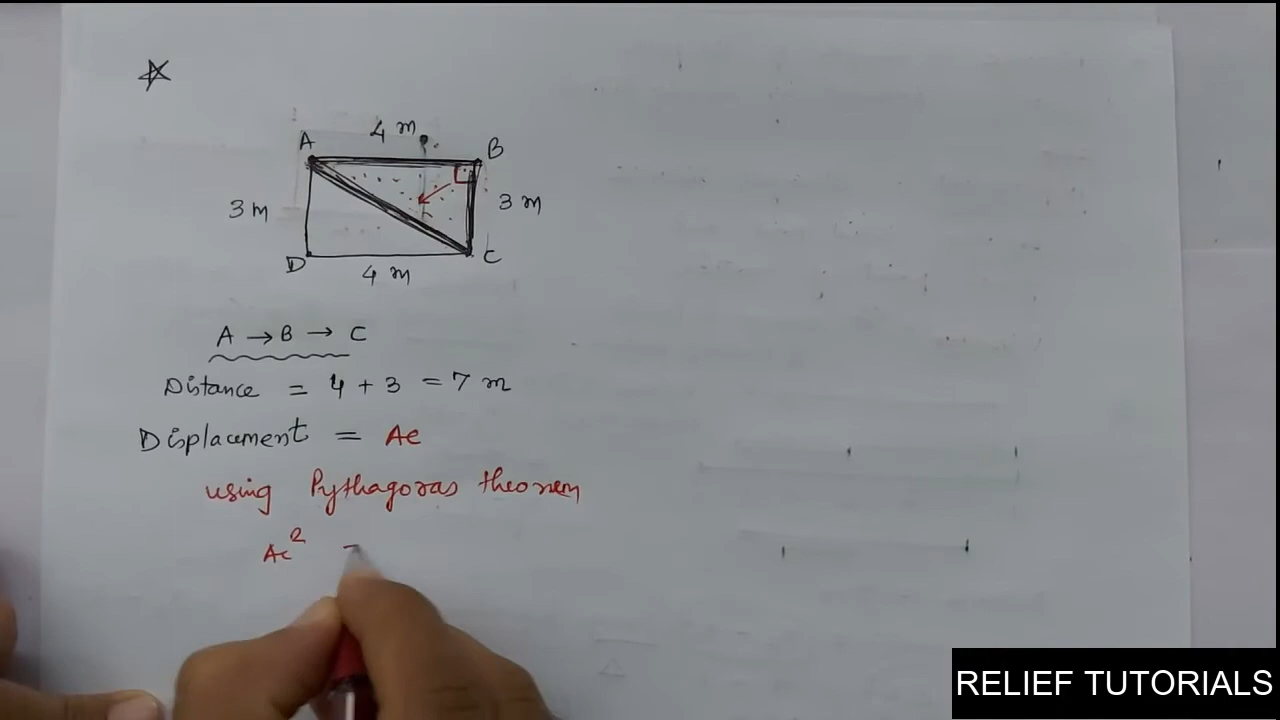 4 m
A
B
3 m
3 m
D
C
4 m
A → B → C
Distance = 4 + 3 = 7 m
Displacement = AC
using Pythagoras theorem
AC²
RELIEF TUTORIALS